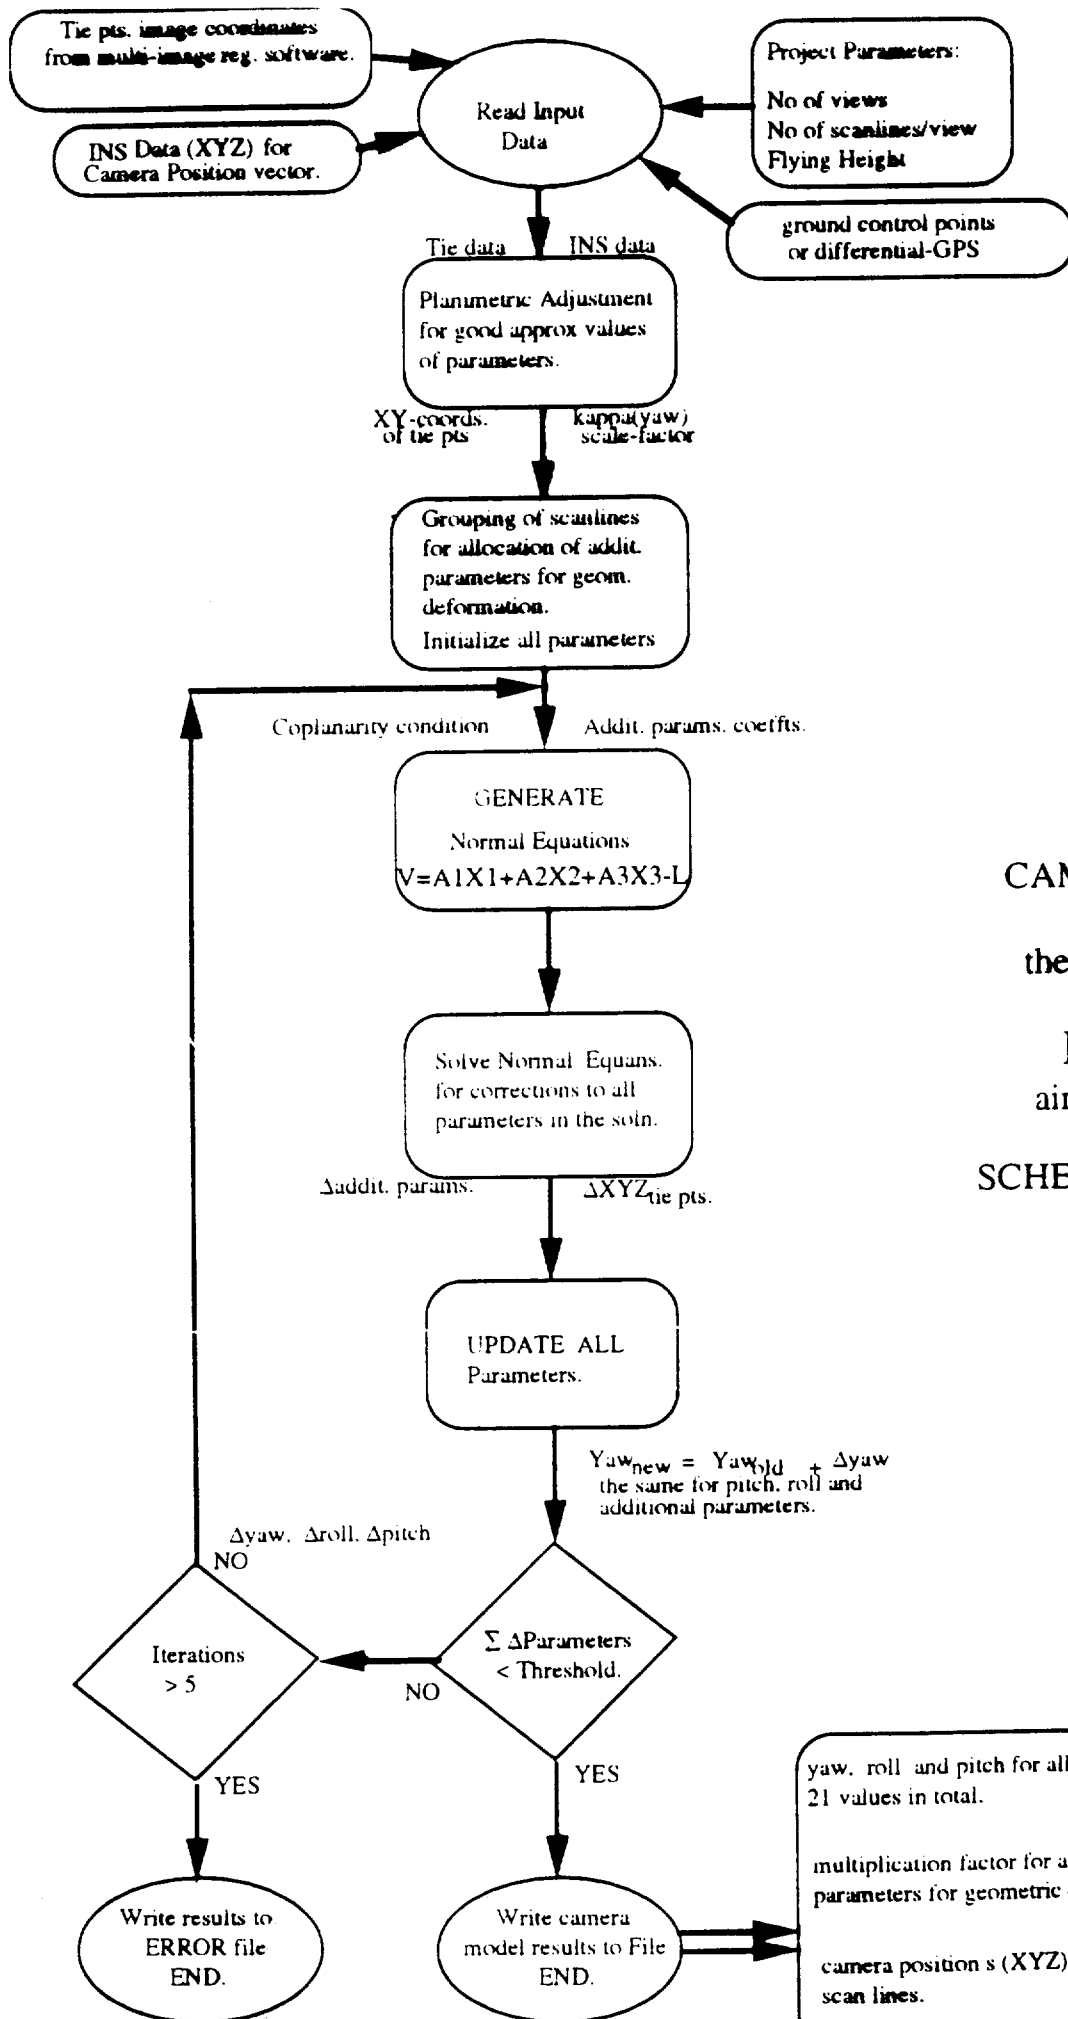 Tie pts. image coordinates
from multi-image reg. software.
INS Data (XYZ) for
Camera Position vector.
Read Input
Data
Project Parameters:
No of views
No of scanlines/view
Flying Height
ground control points
or differential-GPS
Tie data INS data
Planimetric Adjustment
for good approx values
of parameters.
XY-coords.
of tie pts
kappa(yaw)
scale-factor
Grouping of scanlines
for allocation of addit.
parameters for geom.
deformation.
Initialize all parameters
Coplanarity condition Addit. params. coeffts.
GENERATE
Normal Equations
V=A1X1+A2X2+A3X3-L
CAM
the
air
SCHE
Solve Normal Equans.
for corrections to all
parameters in the soln.
Δaddit. params. ΔXYZtie pts.
UPDATE ALL
Parameters.
Yawnew = Yawold + Δyaw
the same for pitch, roll and
additional parameters.
Δyaw, Δroll, Δpitch
NO
Iterations
> 5
Σ ΔParameters
< Threshold.
NO
YES
YES
Write results to
ERROR file
END.
Write camera
model results to File
END.
yaw, roll and pitch for all
21 values in total.
multiplication factor for a
parameters for geometric
camera position s (XYZ)
scan lines.